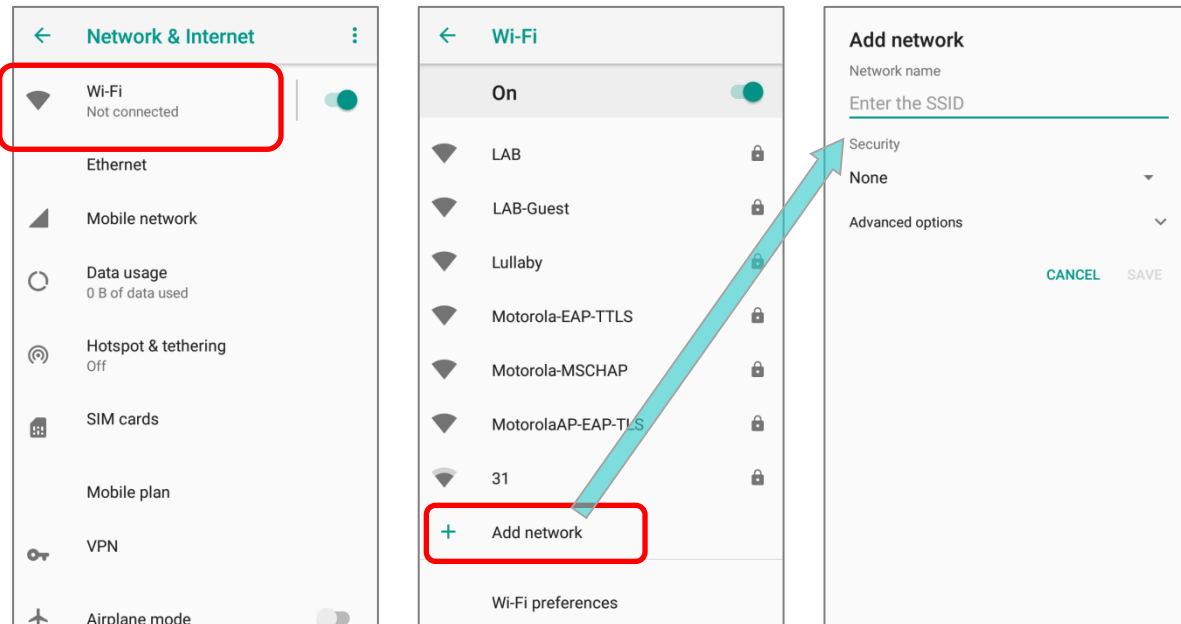 Network & Internet
Wi-Fi
Not connected
Ethernet
Mobile network
Data usage
0 B of data used
Hotspot & tethering
Off
SIM cards
Mobile plan
VPN
Airplane mode
Wi-Fi
On
LAB
LAB-Guest
Lullaby
Motorola-EAP-TTLS
Motorola-MSCHAP
MotorolaAP-EAP-TLS
31
Add network
Wi-Fi preferences
Add network
Network name
Enter the SSID
Security
None
Advanced options
CANCEL SAVE